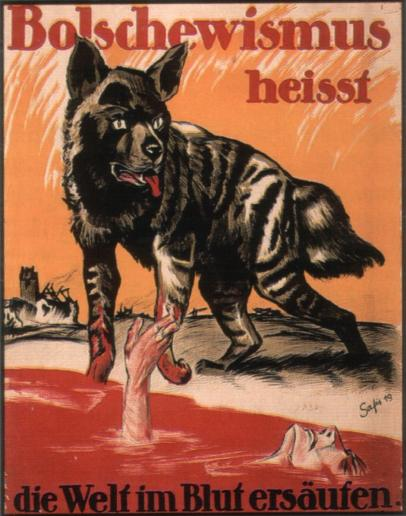 Bolschewismus
heisst
die Welt im Blut ersäufen.